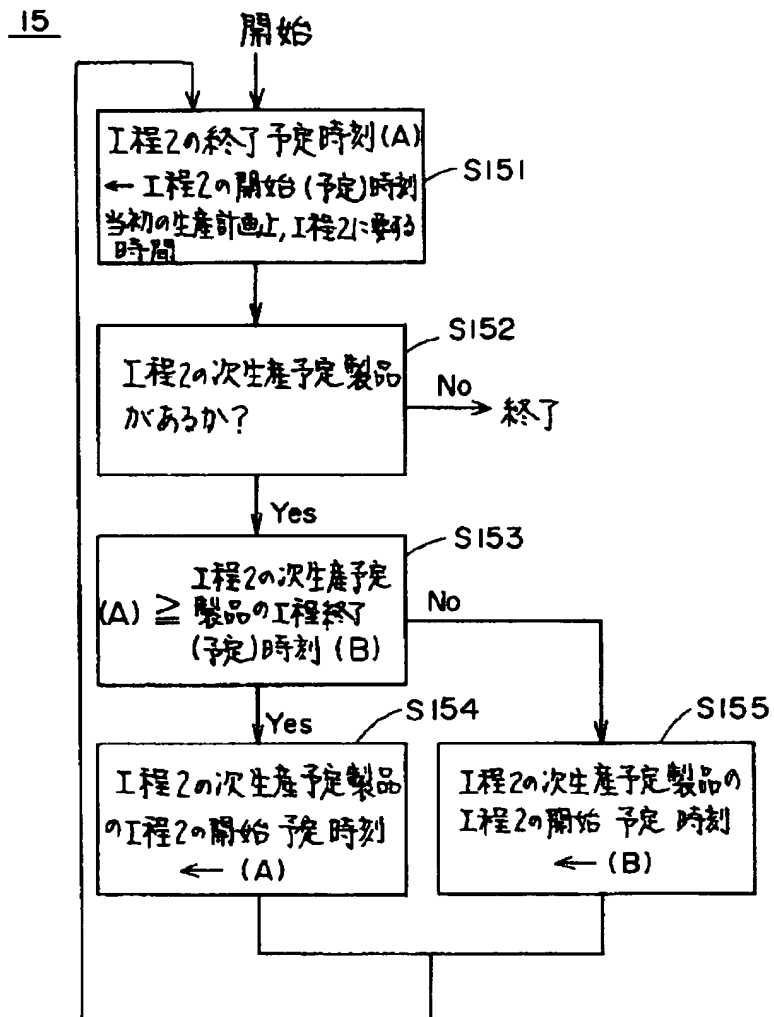 15
開始
工程2の終了予定時刻(A)
← 工程2の開始(予定)時刻
当初の生産計画上,工程2に要する
時間
S151
工程2の次生産予定製品
があるか?
S152
No
終了
Yes
S153
工程2の次生産予定
(A) ≧ 製品の工程終了
(予定)時刻 (B)
No
Yes
S154
工程2の次生産予定製品
の工程2の開始 予定 時刻
← (A)
S155
工程2の次生産予定製品の
工程2の開始 予定 時刻
← (B)